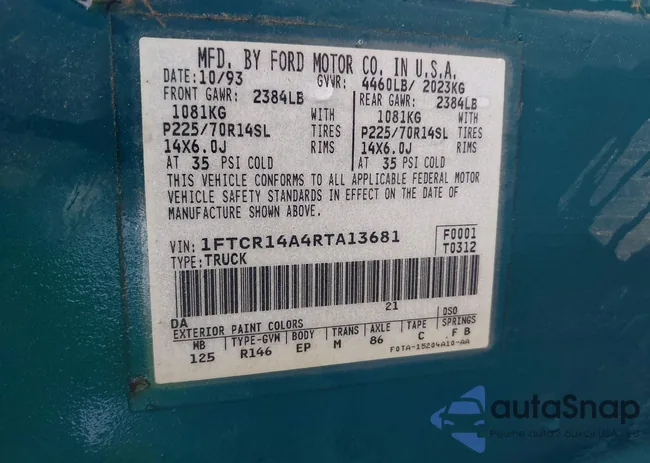 MFD. BY FORD MOTOR CO. IN U.S.A.
DATE: 10/93 GVWR: 4460LB/ 2023KG
FRONT GAWR: 2384LB REAR GAWR: 2384LB
1081KG WITH 1081KG WITH
P225/70R14SL TIRES P225/70R14SL TIRES
14X6.0J RIMS 14X6.0J RIMS
AT 35 PSI COLD AT 35 PSI COLD
THIS VEHICLE CONFORMS TO ALL APPLICABLE FEDERAL MOTOR
VEHICLE SAFETY STANDARDS IN EFFECT ON THE DATE OF
MANUFACTURE SHOWN ABOVE.
VIN: 1FTCR14A4RTA13681 F0001
TYPE: TRUCK T0312
21
DA
EXTERIOR PAINT COLORS DSO
MB TYPE-GVW BODY TRANS AXLE TAPE SPRINGS
125 R146 EP M 86 C F B
F0TA-15204A10-AA
autaSnap